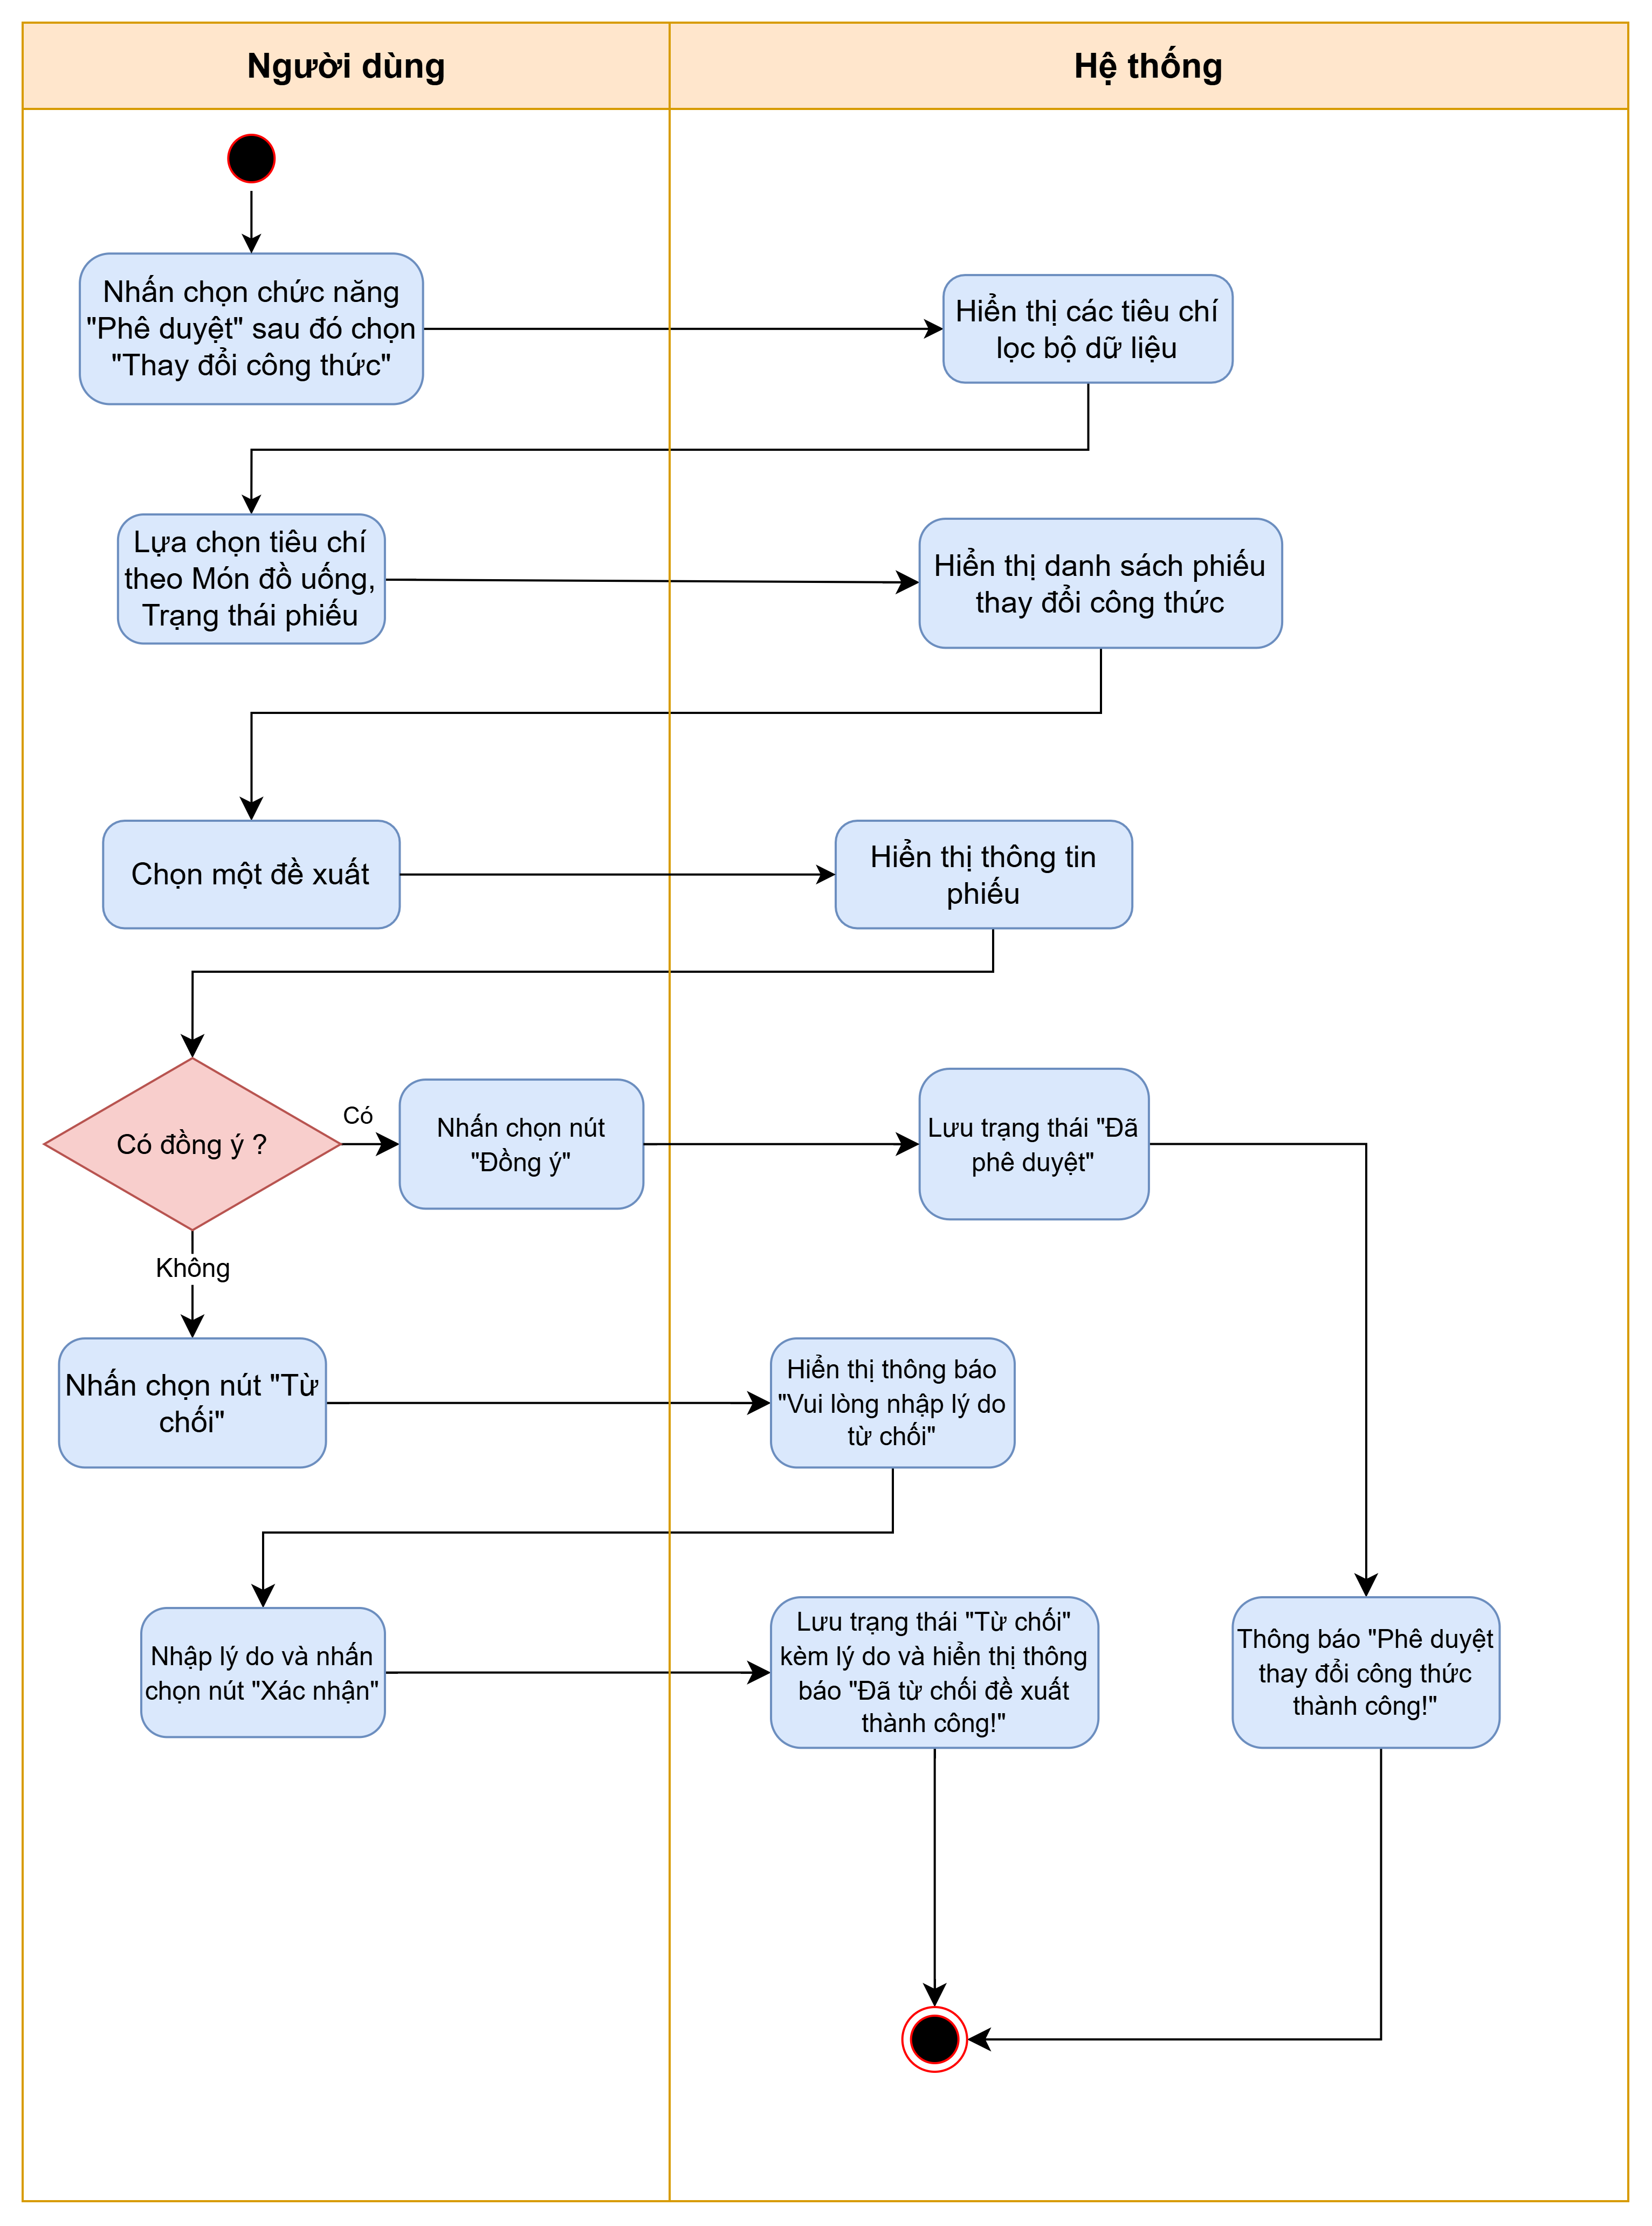 Người dùng
Hệ thống
Nhấn chọn chức năng
"Phê duyệt" sau đó chọn
"Thay đổi công thức"
Hiển thị các tiêu chí
lọc bộ dữ liệu
Lựa chọn tiêu chí
theo Món đồ uống,
Trạng thái phiếu
Hiển thị danh sách phiếu
thay đổi công thức
Chọn một đề xuất
Hiển thị thông tin
phiếu
Có đồng ý ?
Có
Nhấn chọn nút
"Đồng ý"
Lưu trạng thái "Đã
phê duyệt"
Không
Nhấn chọn nút "Từ
chối"
Hiển thị thông báo
"Vui lòng nhập lý do
từ chối"
Nhập lý do và nhấn
chọn nút "Xác nhận"
Lưu trạng thái "Từ chối"
kèm lý do và hiển thị thông
báo "Đã từ chối đề xuất
thành công!"
Thông báo "Phê duyệt
thay đổi công thức
thành công!"